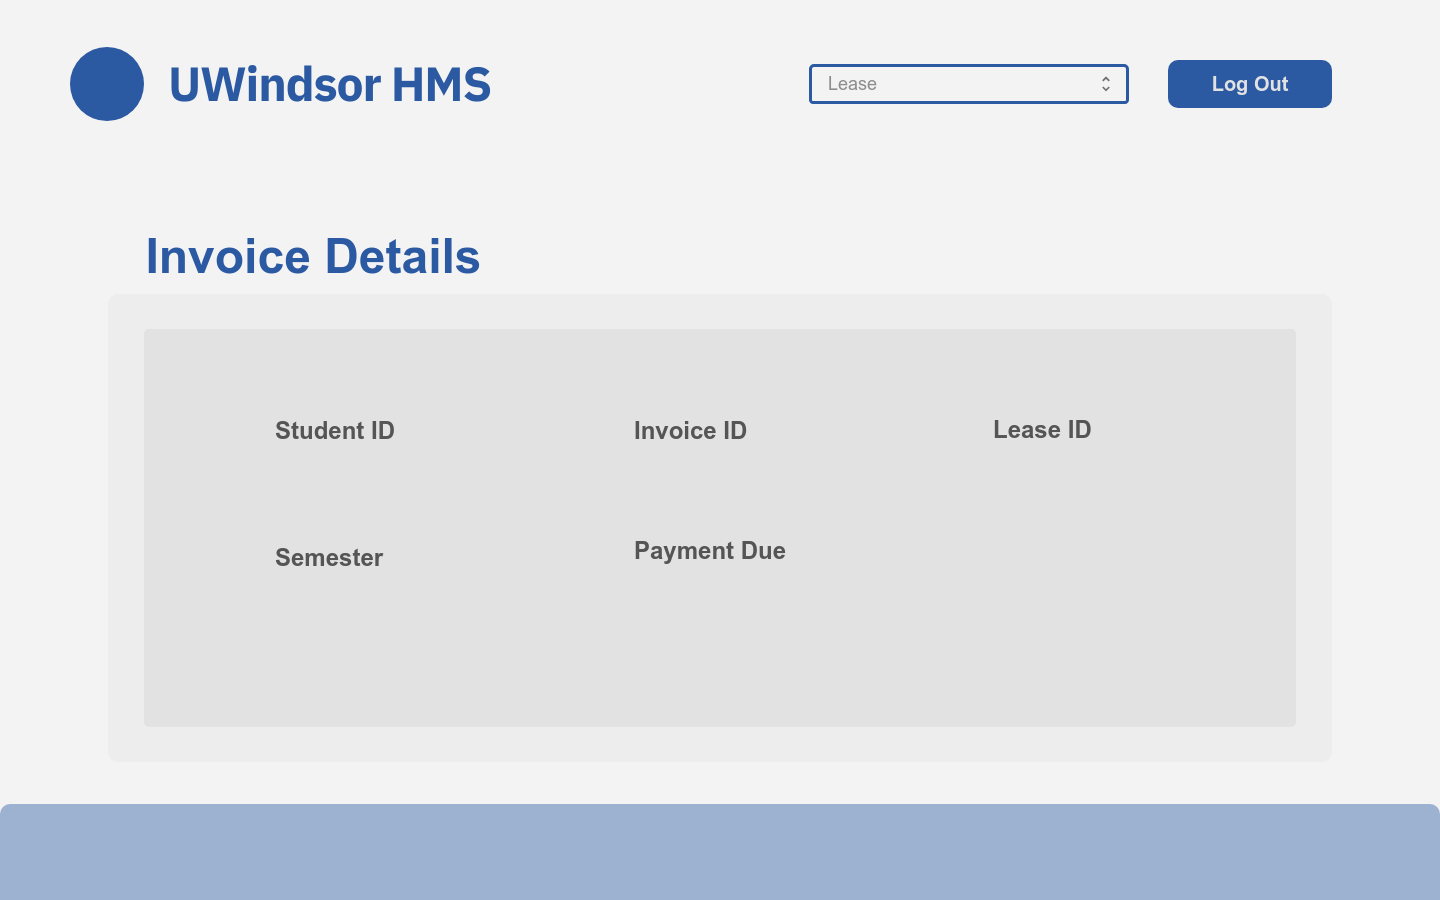 UWindsor HMS
Lease
Log Out
Invoice Details
Student ID
Invoice ID
Lease ID
Semester
Payment Due